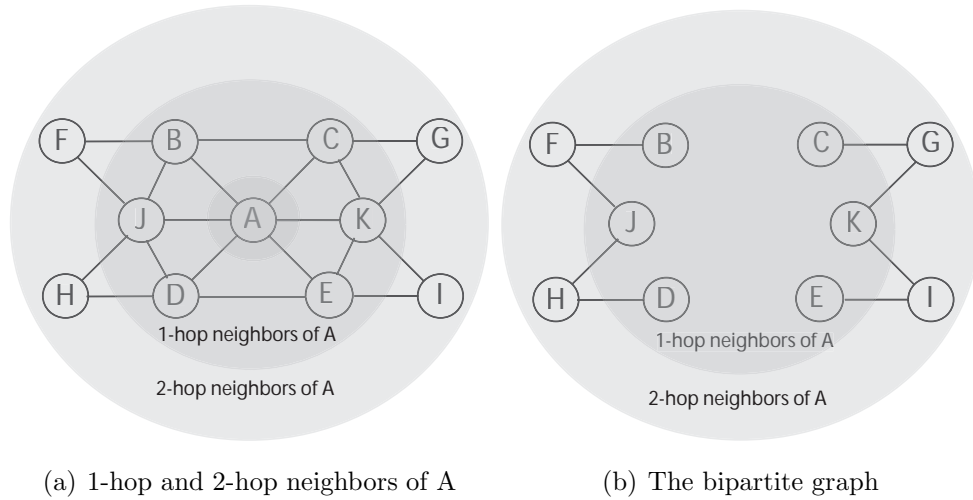 F B C G
J A K
H D E I
1-hop neighbors of A
2-hop neighbors of A
(a) 1-hop and 2-hop neighbors of A
F B C G
J K
H D E I
1-hop neighbors of A
2-hop neighbors of A
(b) The bipartite graph